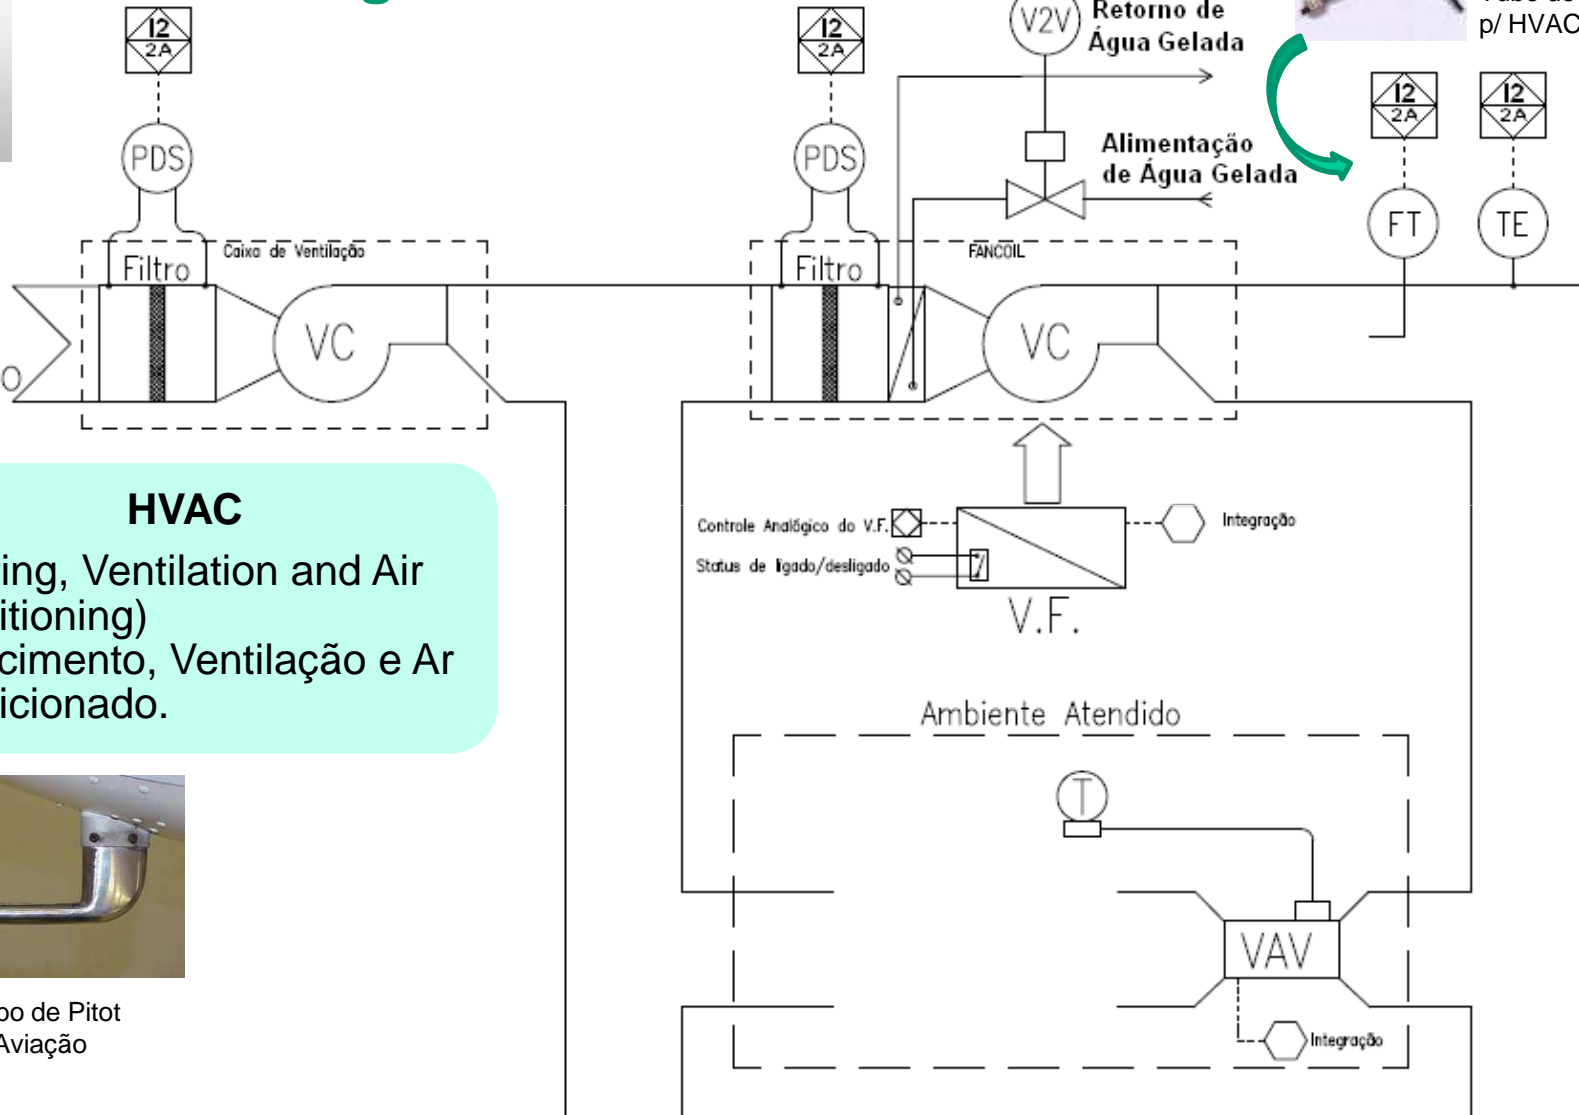 I2
2A
PDS
Filtro
Caixa de Ventilação
VC
I2
2A
PDS
Filtro
FANCOIL
VC
V2V
Retorno de
Água Gelada
Alimentação
de Água Gelada
p/ HVAC
I2
2A
FT
I2
2A
TE
O
HVAC
ing, Ventilation and Air
itioning)
cimento, Ventilação e Ar
icionado.
Controle Analógico do V.F.
Status de ligado/desligado
Integração
V.F.
Ambiente Atendido
T
VAV
Integração
bo de Pitot
Aviação